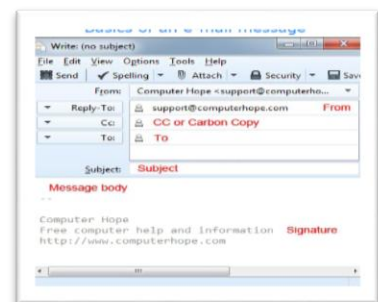 Basics of an e-mail message
Write: (no subject)
File Edit View Options Tools Help
Send Spelling Attach Security Save
From: Computer Hope <support@computerho...
Reply-To: support@computerhope.com From
Cc: CC or Carbon Copy
To: To
Subject: Subject
Message body
--
Computer Hope
Free computer help and information Signature
http://www.computerhope.com